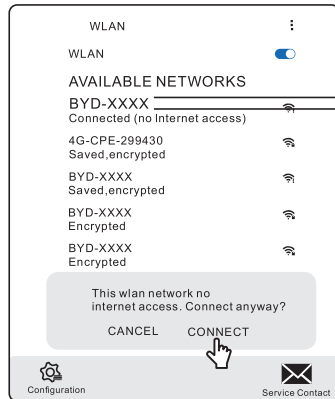 WLAN
WLAN
AVAILABLE NETWORKS
BYD-XXXX
Connected (no Internet access)
4G-CPE-299430
Saved,encrypted
BYD-XXXX
Saved,encrypted
BYD-XXXX
Encrypted
BYD-XXXX
Encrypted
This wlan network no
internet access. Connect anyway?
CANCEL CONNECT
Configuration Service Contact